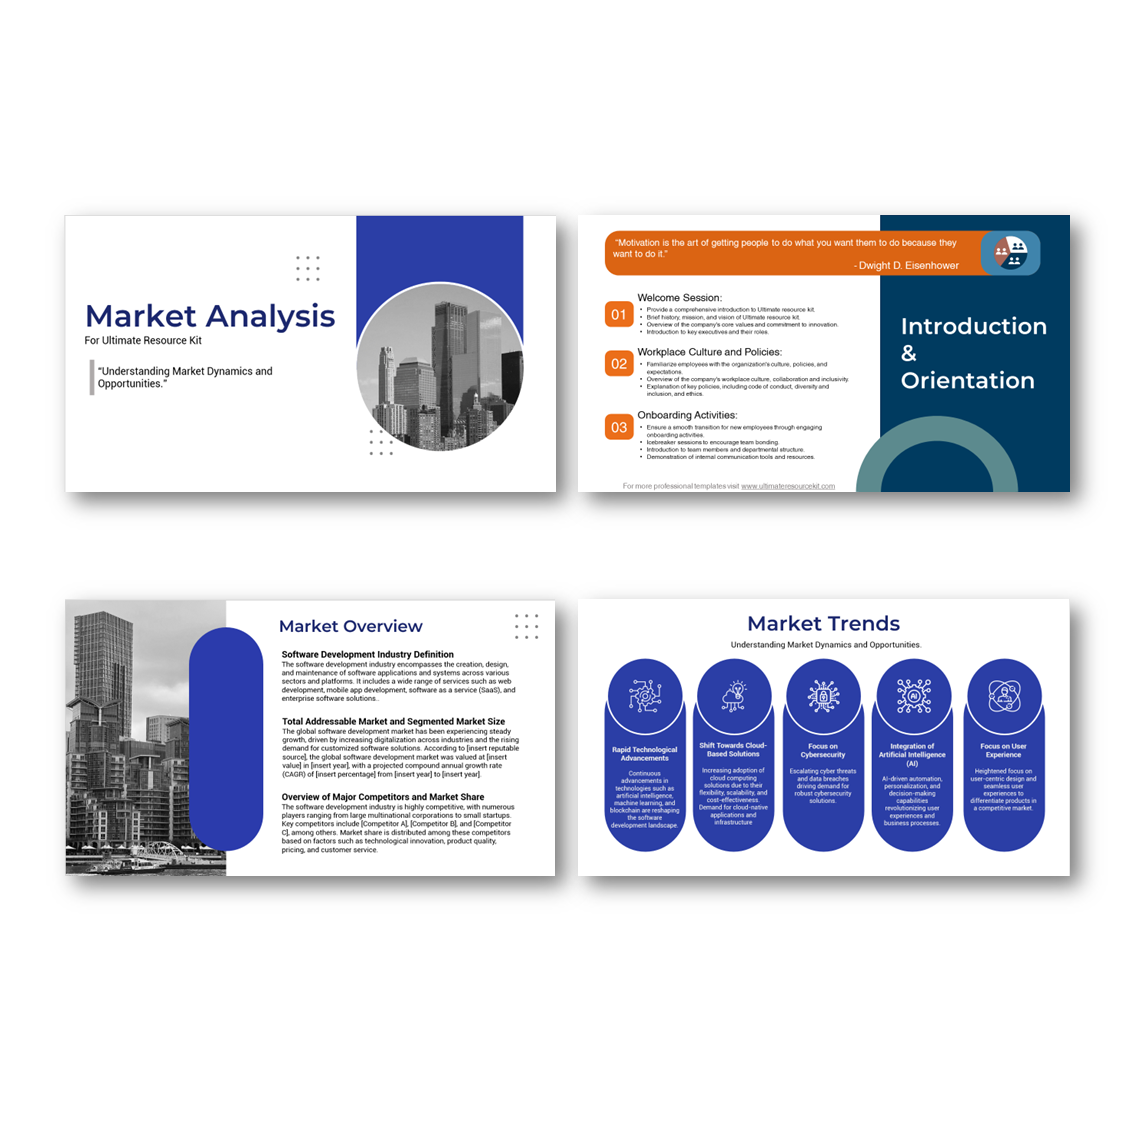 Market Analysis
For Ultimate Resource Kit
“Understanding Market Dynamics and
Opportunities.”
“Motivation is the art of getting people to do what you want them to do because they
want to do it.”
- Dwight D. Eisenhower
01
Welcome Session:
• Provide a comprehensive introduction to Ultimate resource kit.
• Brief history, mission, and vision of Ultimate resource kit.
• Overview of the company's core values and commitment to innovation.
• Introduction to key executives and their roles.
02
Workplace Culture and Policies:
• Familiarize employees with the organization's culture, policies, and
expectations.
• Overview of the company's workplace culture, collaboration and inclusivity.
• Explanation of key policies, including code of conduct, diversity and
inclusion, and ethics.
03
Onboarding Activities:
• Ensure a smooth transition for new employees through engaging
onboarding activities.
• Icebreaker sessions to encourage team bonding.
• Introduction to team members and departmental structure.
• Demonstration of internal communication tools and resources.
For more professional templates visit www.ultimateresourcekit.com
Introduction
&
Orientation
Market Overview
Software Development Industry Definition
The software development industry encompasses the creation, design,
and maintenance of software applications and systems across various
sectors and platforms. It includes a wide range of services such as web
development, mobile app development, software as a service (SaaS), and
enterprise software solutions..
Total Addressable Market and Segmented Market Size
The global software development market has been experiencing steady
growth, driven by increasing digitalization across industries and the rising
demand for customized software solutions. According to [insert reputable
source], the global software development market was valued at [insert
value] in [insert year], with a projected compound annual growth rate
(CAGR) of [insert percentage] from [insert year] to [insert year].
Overview of Major Competitors and Market Share
The software development industry is highly competitive, with numerous
players ranging from large multinational corporations to small startups.
Key competitors include [Competitor A], [Competitor B], and [Competitor
C], among others. Market share is distributed among these competitors
based on factors such as technological innovation, product quality,
pricing, and customer service.
Market Trends
Understanding Market Dynamics and Opportunities.
Rapid Technological
Advancements
Continuous
advancements in
technologies such as
artificial intelligence,
machine learning, and
blockchain are reshaping
the software
development landscape.
Shift Towards Cloud-
Based Solutions
Increasing adoption of
cloud computing
solutions due to their
flexibility, scalability, and
cost-effectiveness.
Demand for cloud-native
applications and
infrastructure
Focus on
Cybersecurity
Escalating cyber threats
and data breaches
driving demand for
robust cybersecurity
solutions.
AI
Integration of
Artificial Intelligence
(AI)
AI-driven automation,
personalization, and
decision-making
capabilities
revolutionizing user
experiences and
business processes.
Focus on User
Experience
Heightened focus on
user-centric design and
seamless user
experiences to
differentiate products in
a competitive market.